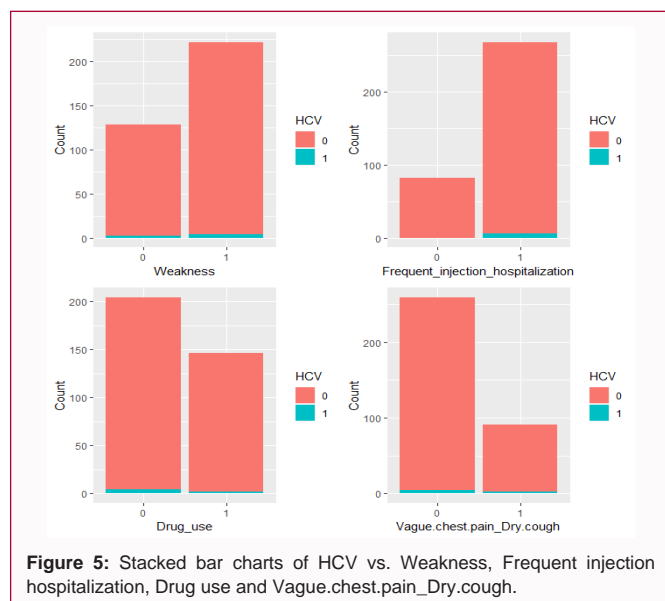 200
150
100
50
0
Count
0 1
Weakness
HCV
0
1
200
100
0
Count
0 1
Frequent_injection_hospitalization
HCV
0
1
200
150
100
50
0
Count
0 1
Drug_use
HCV
0
1
200
100
0
Count
0 1
Vague.chest.pain_Dry.cough
HCV
0
1
Figure 5: Stacked bar charts of HCV vs. Weakness, Frequent injection
hospitalization, Drug use and Vague.chest.pain_Dry.cough.